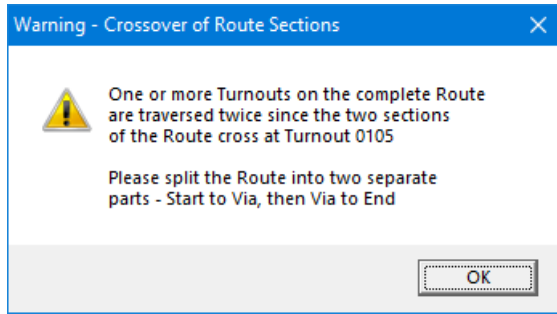 Warning - Crossover of Route Sections
One or more Turnouts on the complete Route
are traversed twice since the two sections
of the Route cross at Turnout 0105
Please split the Route into two separate
parts - Start to Via, then Via to End
OK